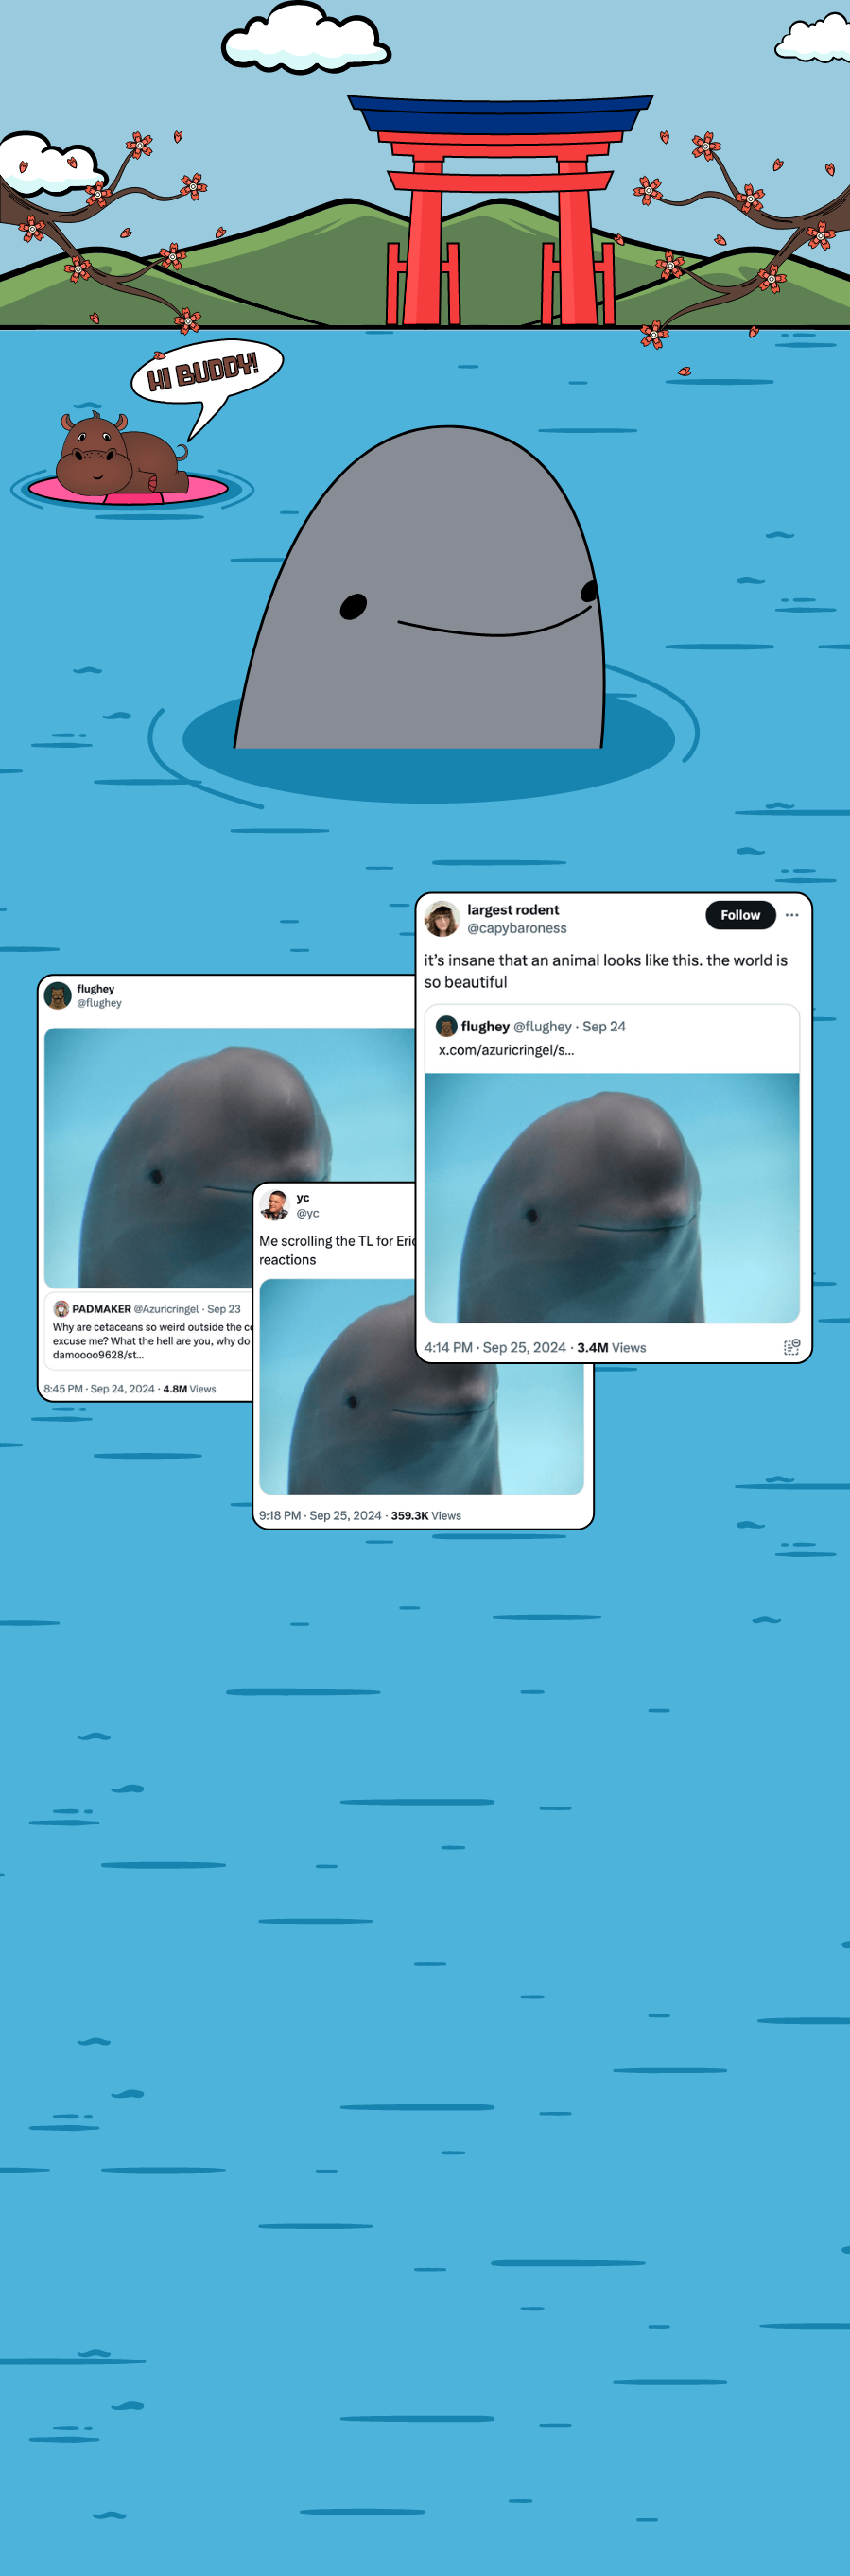 HI BUDDY!
largest rodent
@capybaroness
Follow
it's insane that an animal looks like this. the world is
so beautiful
flughey @flughey · Sep 24
x.com/azuricringel/s...
4:14 PM · Sep 25, 2024 · 3.4M Views
flughey
@flughey
PADMAKER @Azuricringel · Sep 23
Why are cetaceans so weird outside the
excuse me? What the hell are you, why do
damoooo9628/st...
8:45 PM · Sep 24, 2024 · 4.8M Views
yc
@yc
Me scrolling the TL for
reactions
9:18 PM · Sep 25, 2024 · 359.3K Views